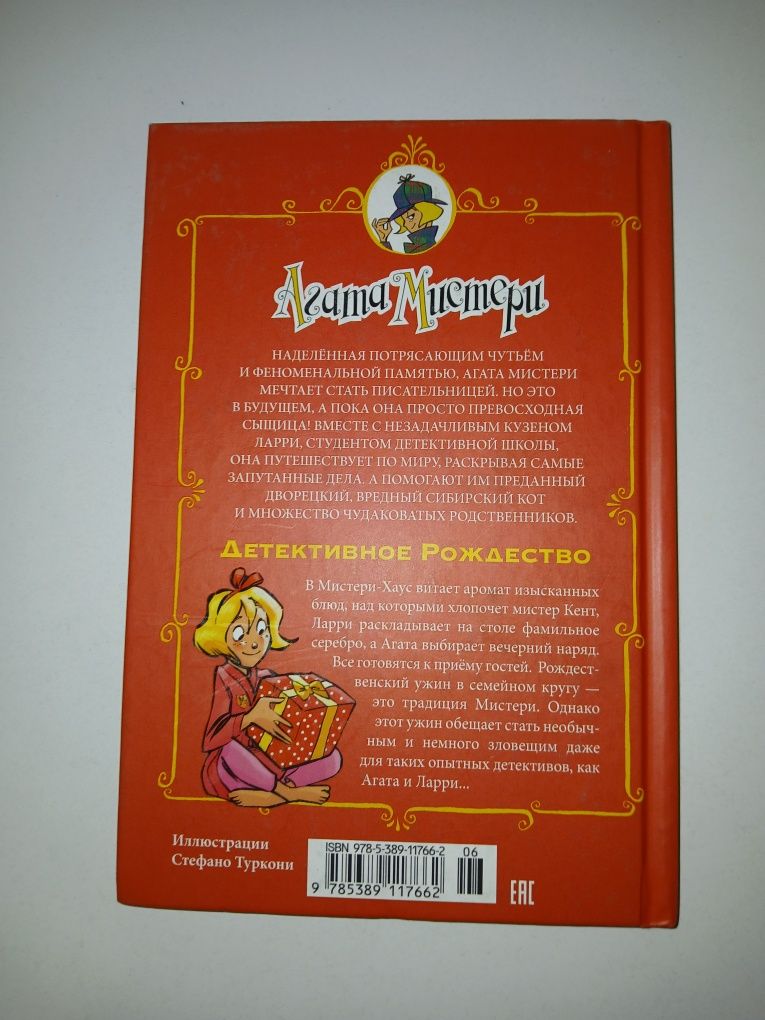 Агата Мистери
НАДЕЛЁННАЯ ПОТРЯСАЮЩИМ ЧУТЬЁМ
И ФЕНОМЕНАЛЬНОЙ ПАМЯТЬЮ, АГАТА МИСТЕРИ
МЕЧТАЕТ СТАТЬ ПИСАТЕЛЬНИЦЕЙ. НО ЭТО
В БУДУЩЕМ, А ПОКА ОНА ПРОСТО ПРЕВОСХОДНАЯ
СЫЩИЦА! ВМЕСТЕ С НЕЗАДАЧЛИВЫМ КУЗЕНОМ
ЛАРРИ, СТУДЕНТОМ ДЕТЕКТИВНОЙ ШКОЛЫ,
ОНА ПУТЕШЕСТВУЕТ ПО МИРУ, РАСКРЫВАЯ САМЫЕ
ЗАПУТАННЫЕ ДЕЛА. А ПОМОГАЮТ ИМ ПРЕДАННЫЙ
ДВОРЕЦКИЙ, ВРЕДНЫЙ СИБИРСКИЙ КОТ
И МНОЖЕСТВО ЧУДАКОВАТЫХ РОДСТВЕННИКОВ.
ДЕТЕКТИВНОЕ РОЖДЕСТВО
В Мистери-Хаус витает аромат изысканных
блюд, над которыми хлопочет мистер Кент,
Ларри раскладывает на столе фамильное
серебро, а Агата выбирает вечерний наряд.
Все готовятся к приёму гостей. Рождест-
венский ужин в семейном кругу —
это традиция Мистери. Однако
этот ужин обещает стать необыч-
ным и немного зловещим даже
для таких опытных детективов, как
Агата и Ларри...
Иллюстрации
Стефано Туркони
ISBN 978-5-389-11766-2 06
9 785389 117662
EAC